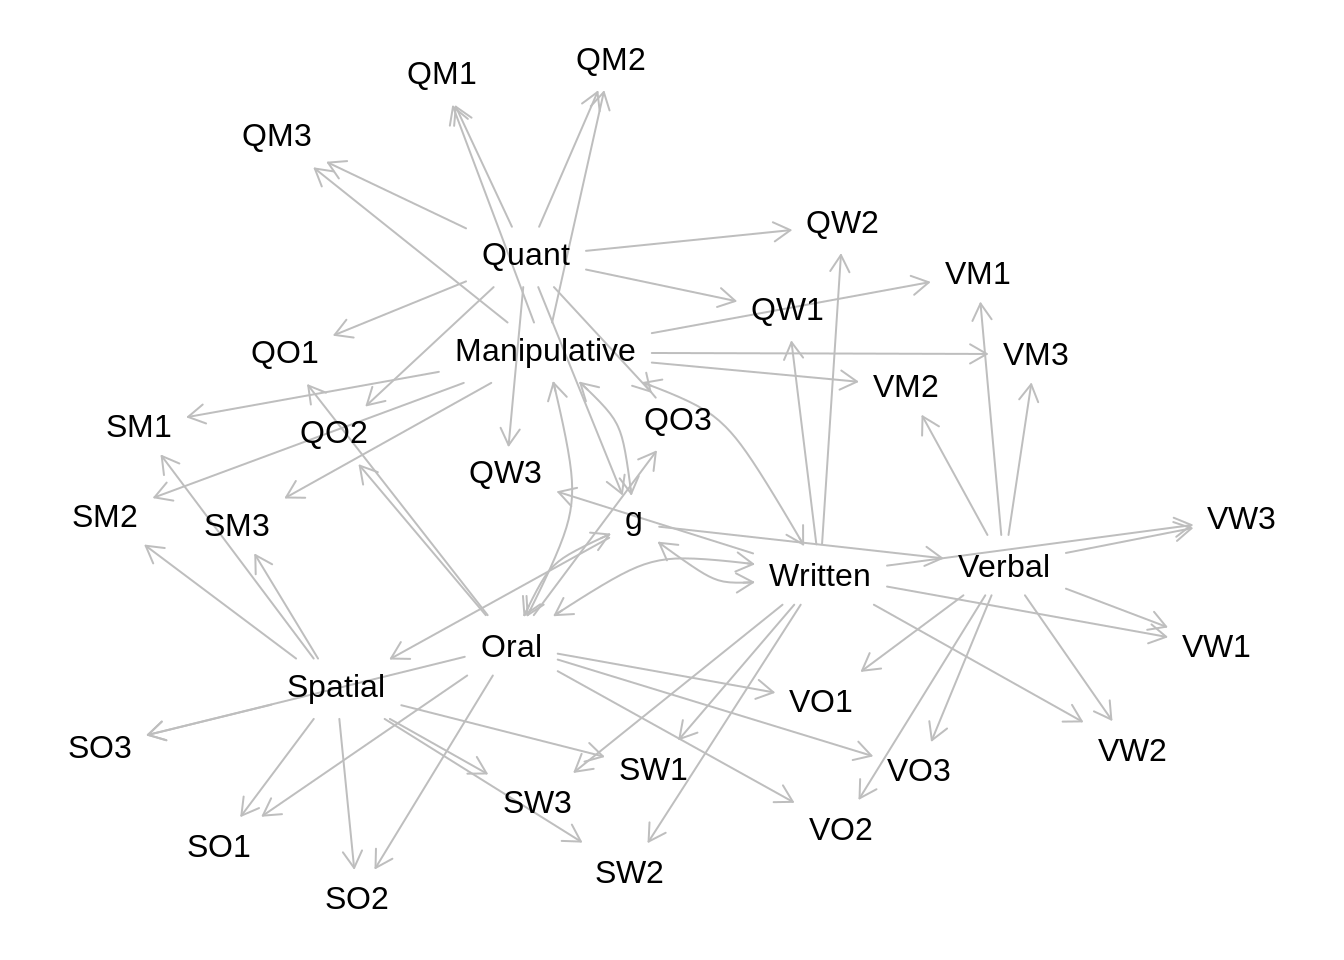 QM2
QM1
QM3
QW2
Quant
VM1
QW1
Manipulative
QO1
VM3
VM2
QO3
SM1
QO2
QW3
SM2
SM3
g
VW3
Verbal
Written
Oral
VW1
Spatial
VO1
SO3
VW2
SW1
VO3
SW3
VO2
SO1
SW2
SO2